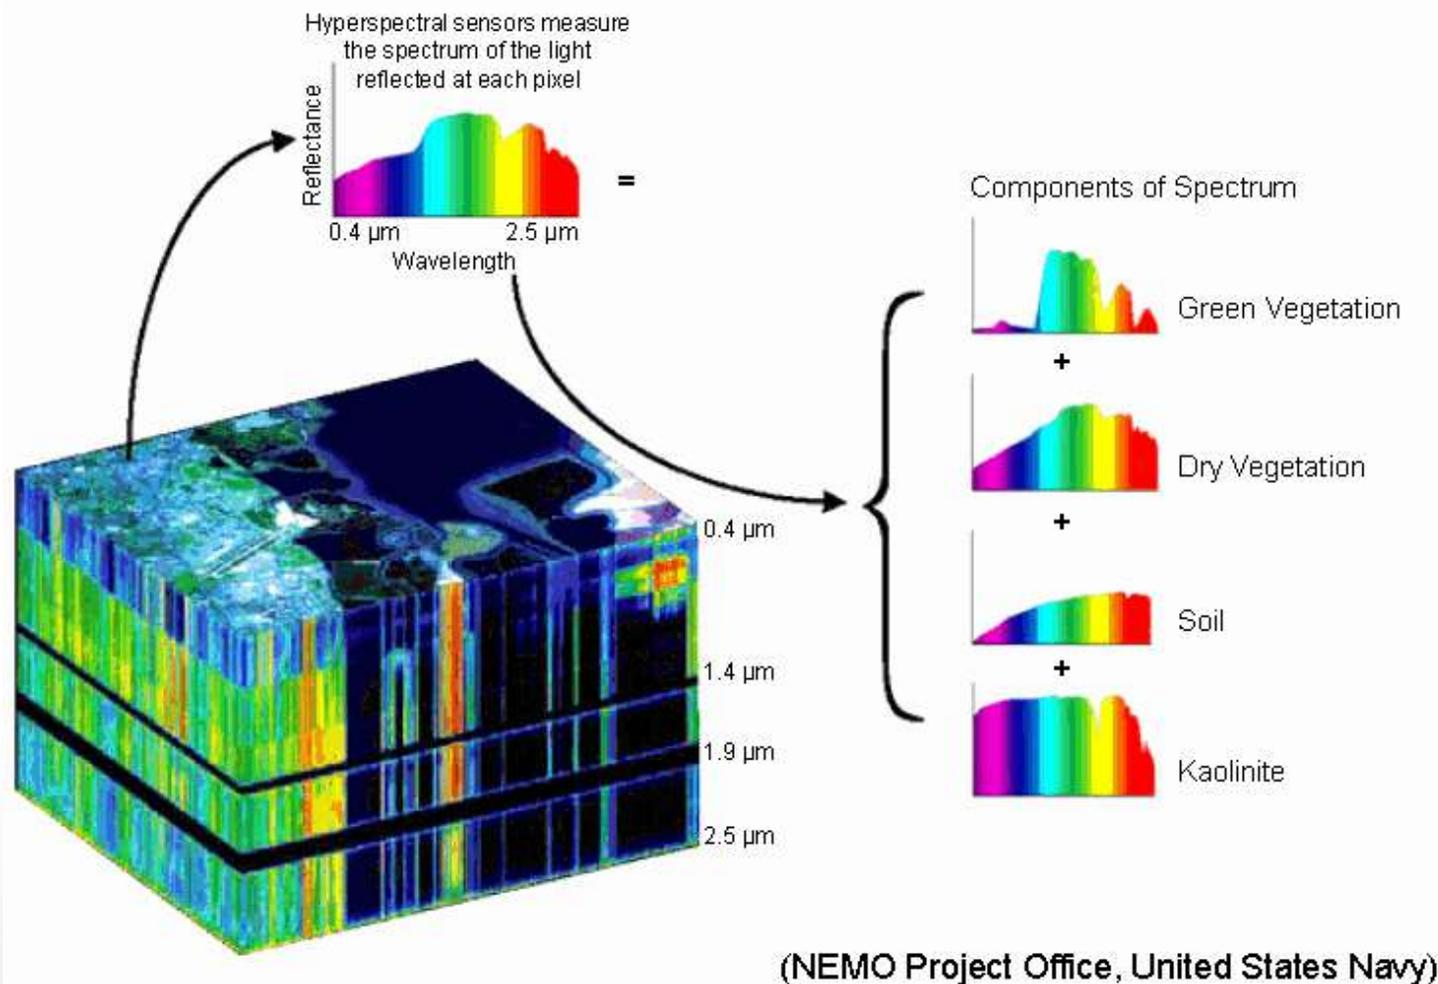 Hyperspectral sensors measure
the spectrum of the light
reflected at each pixel
Reflectance
0.4 µm
2.5 µm
Wavelength
=
Components of Spectrum
Green Vegetation
+
Dry Vegetation
+
Soil
+
Kaolinite
0.4 µm
1.4 µm
1.9 µm
2.5 µm
(NEMO Project Office, United States Navy)